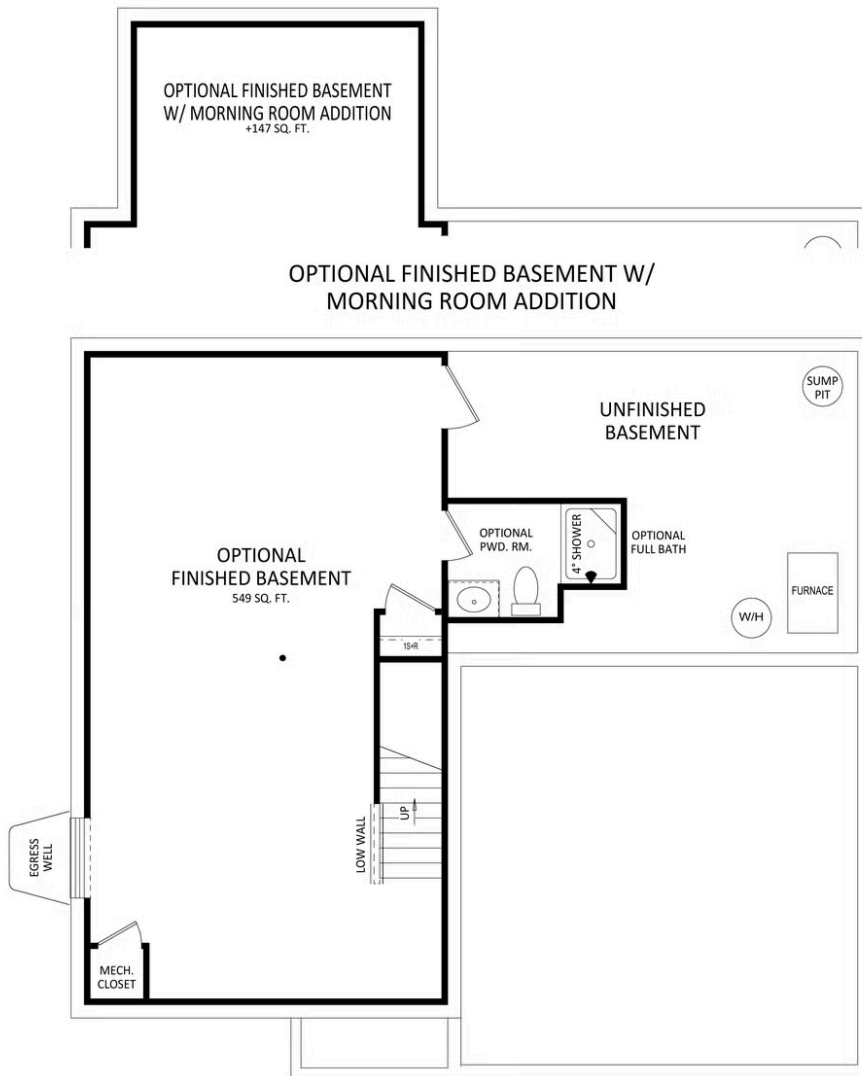 OPTIONAL FINISHED BASEMENT
W/ MORNING ROOM ADDITION
+147 SQ. FT.
OPTIONAL FINISHED BASEMENT W/
MORNING ROOM ADDITION
SUMP
PIT
UNFINISHED
BASEMENT
OPTIONAL
PWD. RM.
4" SHOWER
OPTIONAL
FULL BATH
OPTIONAL
FINISHED BASEMENT
549 SQ. FT.
FURNACE
W/H
1S+R
UP
LOW WALL
EGRESS
WELL
MECH.
CLOSET